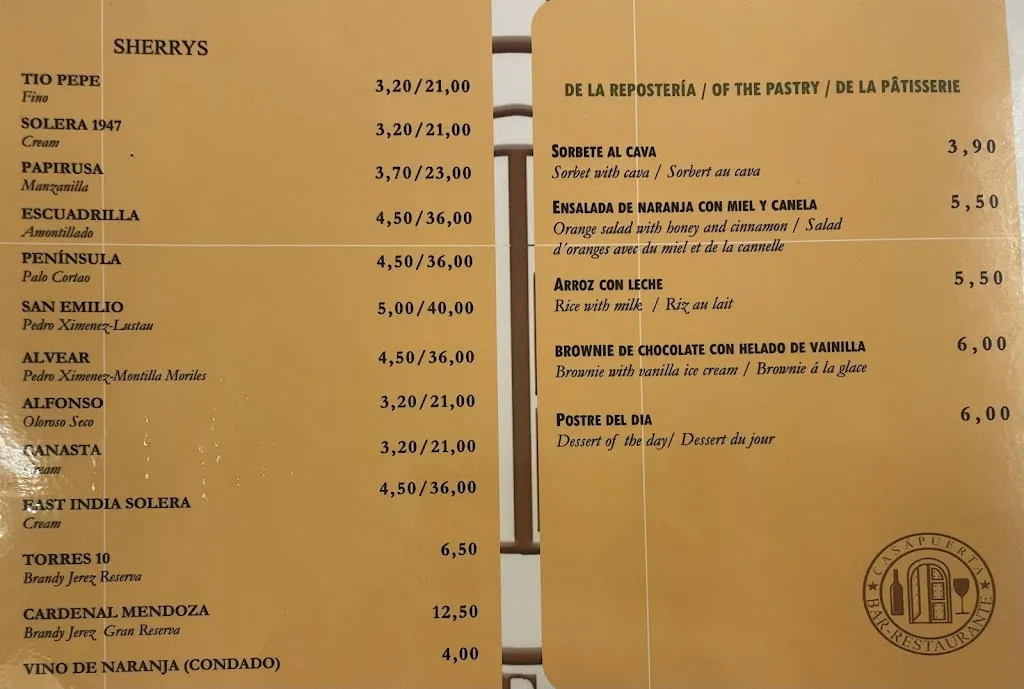 SHERRYS
TIO PEPE 3,20/21,00
Fino
SOLERA 1947 3,20/21,00
Cream
PAPIRUSA 3,70/23,00
Manzanilla
ESCUADRILLA 4,50/36,00
Amontillado
PENÍNSULA 4,50/36,00
Palo Cortao
SAN EMILIO 5,00/40,00
Pedro Ximenez-Lustau
ALVEAR 4,50/36,00
Pedro Ximenez-Montilla Moriles
ALFONSO 3,20/21,00
Oloroso Seco
CANASTA 3,20/21,00
Cream
EAST INDIA SOLERA 4,50/36,00
Cream
TORRES 10 6,50
Brandy Jerez Reserva
CARDENAL MENDOZA 12,50
Brandy Jerez Gran Reserva
VINO DE NARANJA (CONDADO) 4,00
DE LA REPOSTERÍA / OF THE PASTRY / DE LA PÂTISSERIE
SORBETE AL CAVA 3,90
Sorbet with cava / Sorbert au cava
ENSALADA DE NARANJA CON MIEL Y CANELA 5,50
Orange salad with honey and cinnamon / Salad
d´oranges avec du miel et de la cannelle
ARROZ CON LECHE 5,50
Rice with milk / Riz au lait
BROWNIE DE CHOCOLATE CON HELADO DE VAINILLA 6,00
Brownie with vanilla ice cream / Brownie á la glace
POSTRE DEL DIA 6,00
Dessert of the day/ Dessert du jour
CASAPUERTA
BAR-RESTAURANTE